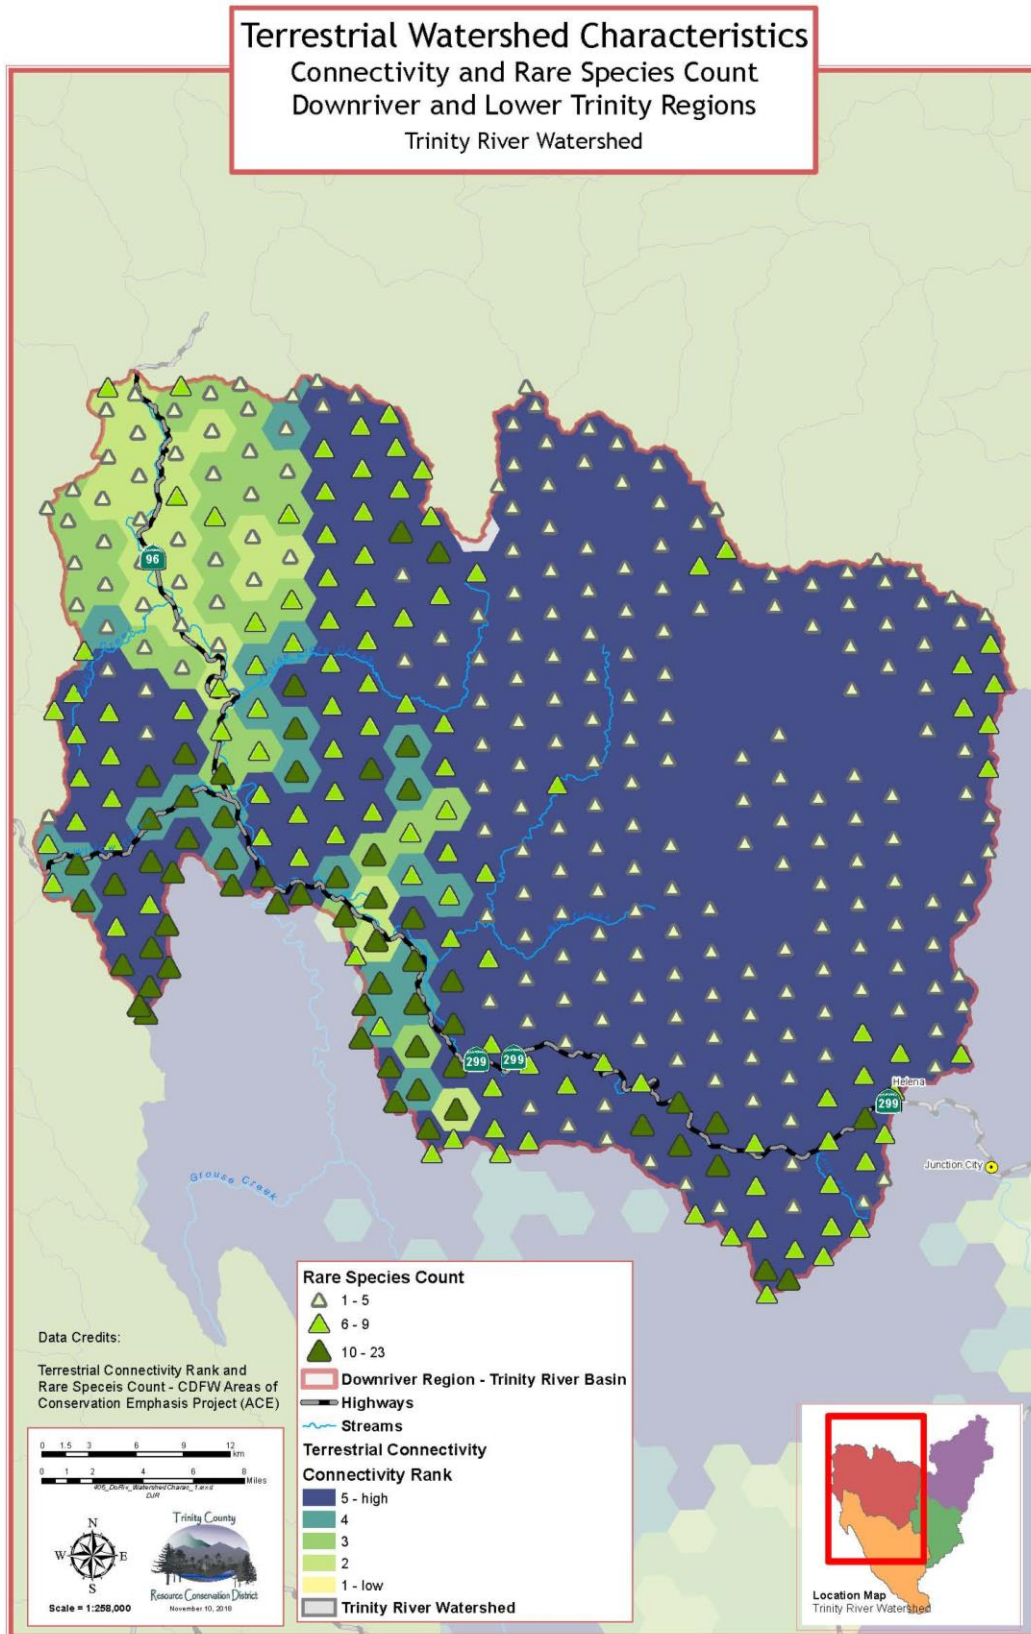 Terrestrial Watershed Characteristics
Connectivity and Rare Species Count
Downriver and Lower Trinity Regions
Trinity River Watershed
96
299
299
Helena
299
Junction City
Grouse Creek
Rare Species Count
1 - 5
6 - 9
10 - 23
Downriver Region - Trinity River Basin
Highways
Streams
Terrestrial Connectivity
Connectivity Rank
5 - high
4
3
2
1 - low
Trinity River Watershed
Data Credits:
Terrestrial Connectivity Rank and
Rare Speceis Count - CDFW Areas of
Conservation Emphasis Project (ACE)
0 1.5 3 6 9 12
km
0 1 2 4 6 8
Miles
DJR
N
W E
S
Scale = 1:258,000
Trinity County
Resource Conservation District
November 10, 2010
Location Map
Trinity River Watershed